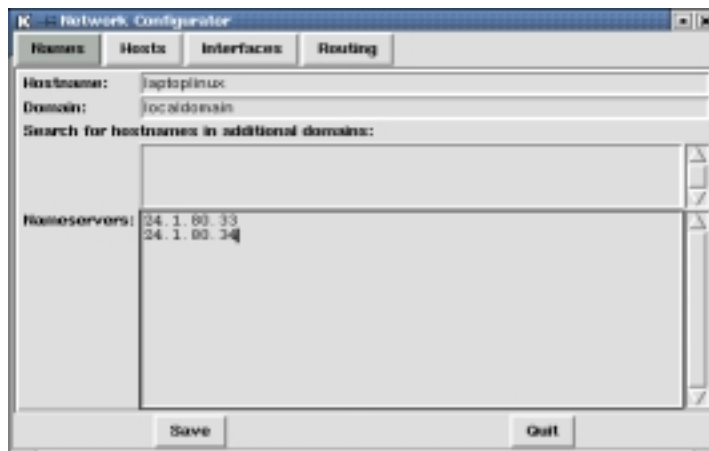 Network Configurator
Names Hosts Interfaces Routing
Hostname: laptoplinux
Domain: localdomain
Search for hostnames in additional domains:
Nameservers: 24.1.80.33
24.1.80.34
Save Quit